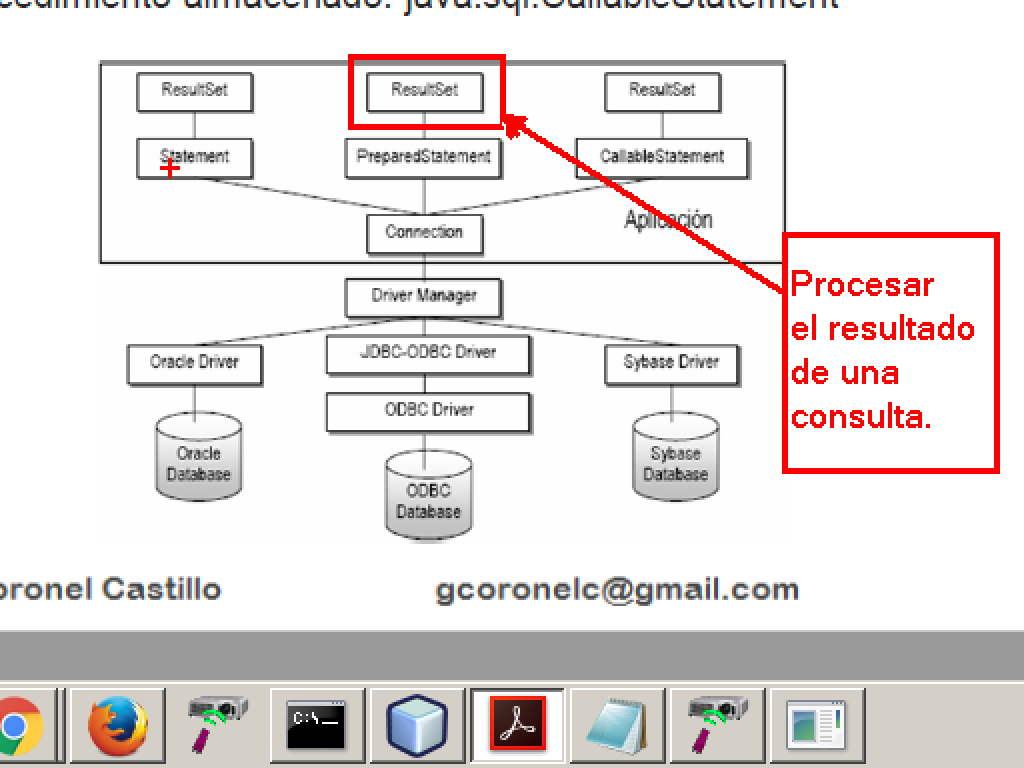 cedimiento almacenado: java.sql.CallableStatement
ResultSet ResultSet ResultSet
Statement PreparedStatement CallableStatement
Aplicación
Connection
Driver Manager
Oracle Driver JDBC-ODBC Driver Sybase Driver
ODBC Driver
Oracle
Database
ODBC
Database
Sybase
Database
Procesar
el resultado
de una
consulta.
oronel Castillo gcoronelc@gmail.com
C:\